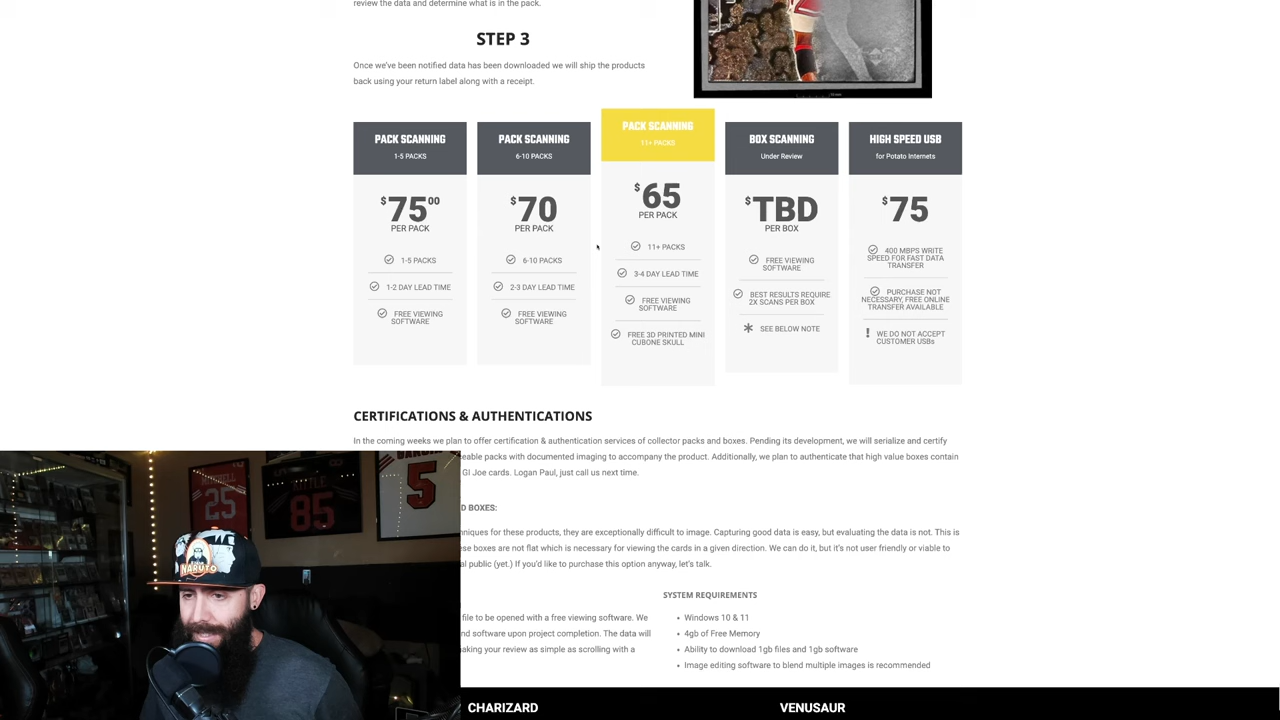 review the data and determine what is in the pack.
STEP 3
Once we've been notified data has been downloaded we will ship the products
back using your return label along with a receipt.
PACK SCANNING
1-5 PACKS
$75.00
PER PACK
1-5 PACKS
1-2 DAY LEAD TIME
FREE VIEWING
SOFTWARE
PACK SCANNING
6-10 PACKS
$70
PER PACK
6-10 PACKS
2-3 DAY LEAD TIME
FREE VIEWING
SOFTWARE
PACK SCANNING
11+ PACKS
$65
PER PACK
11+ PACKS
3-4 DAY LEAD TIME
FREE VIEWING
SOFTWARE
FREE 3D PRINTED MINI
CUBONE SKULL
BOX SCANNING
Under Review
$TBD
PER BOX
FREE VIEWING
SOFTWARE
BEST RESULTS REQUIRE
2X SCANS PER BOX
SEE BELOW NOTE
HIGH SPEED USB
for Potato Internets
$75
400 MBPS WRITE
SPEED FOR FAST DATA
TRANSFER
PURCHASE NOT
NECESSARY, FREE ONLINE
TRANSFER AVAILABLE
WE DO NOT ACCEPT
CUSTOMER USBs
CERTIFICATIONS & AUTHENTICATIONS
In the coming weeks we plan to offer certification & authentication services of collector packs and boxes. Pending its development, we will serialize and certify
eable packs with documented imaging to accompany the product. Additionally, we plan to authenticate that high value boxes contain
GI Joe cards. Logan Paul, just call us next time.
D BOXES:
niques for these products, they are exceptionally difficult to image. Capturing good data is easy, but evaluating the data is not. This is
ese boxes are not flat which is necessary for viewing the cards in a given direction. We can do it, but it's not user friendly or viable to
al public (yet.) If you'd like to purchase this option anyway, let's talk.
file to be opened with a free viewing software. We
nd software upon project completion. The data will
aking your review as simple as scrolling with a
SYSTEM REQUIREMENTS
• Windows 10 & 11
• 4gb of Free Memory
• Ability to download 1gb files and 1gb software
• Image editing software to blend multiple images is recommended
25
TUTTLE
85
5
NARUTO
CHARIZARD
VENUSAUR